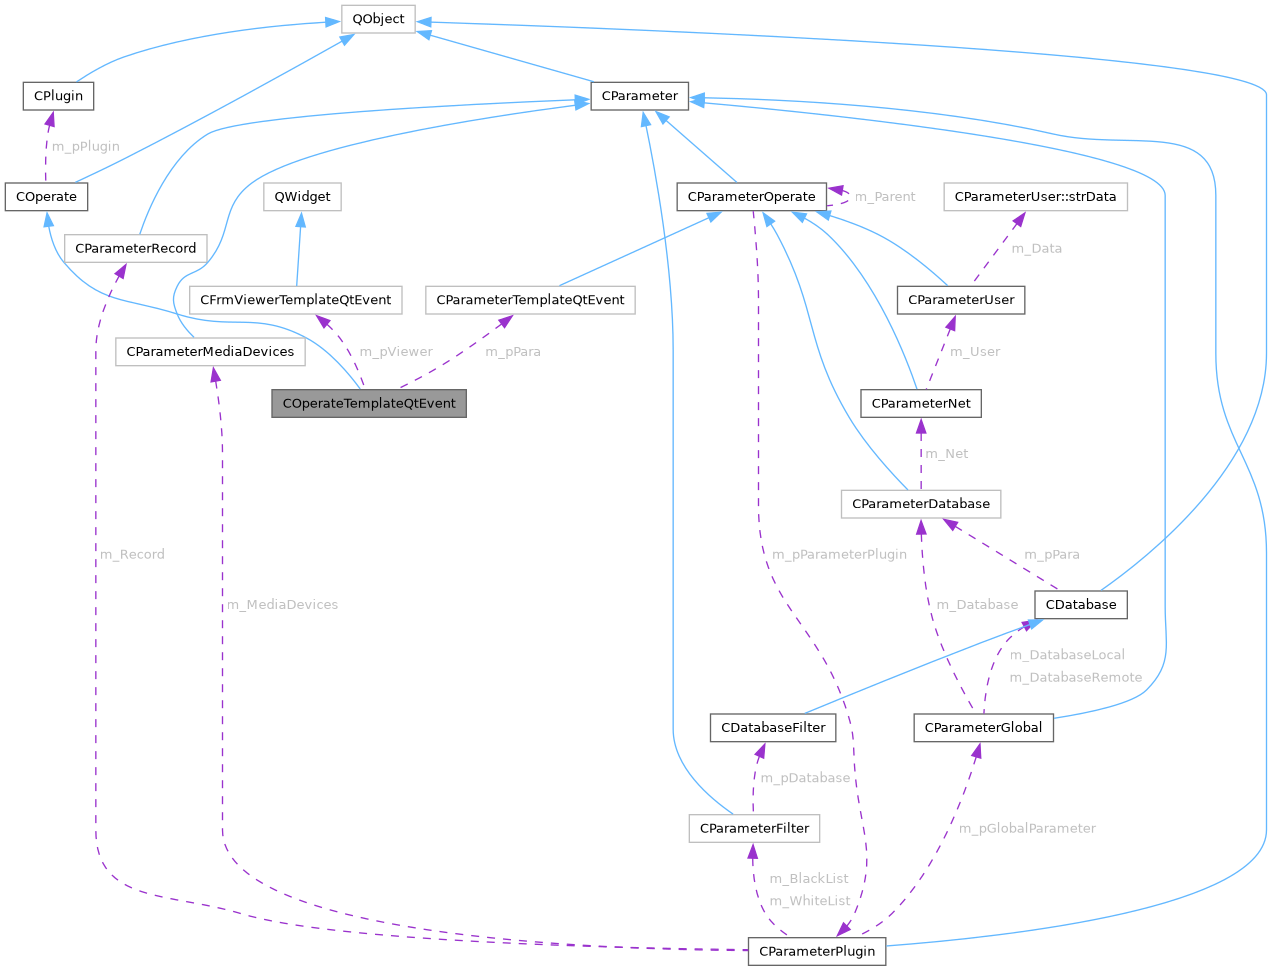 QObject
CPlugin
CParameter
m_pPlugin
COperate
QWidget
CParameterOperate
m_Parent
CParameterUser::strData
CParameterRecord
m_Data
CFrmViewerTemplateQtEvent
CParameterTemplateQtEvent
CParameterUser
CParameterMediaDevices
m_pViewer
m_pPara
m_User
COperateTemplateQtEvent
CParameterNet
m_Net
CParameterDatabase
m_Record
m_pParameterPlugin
m_pPara
m_MediaDevices
m_Database
CDatabase
m_DatabaseLocal
m_DatabaseRemote
CDatabaseFilter
CParameterGlobal
m_pDatabase
CParameterFilter
m_pGlobalParameter
m_BlackList
m_WhiteList
CParameterPlugin